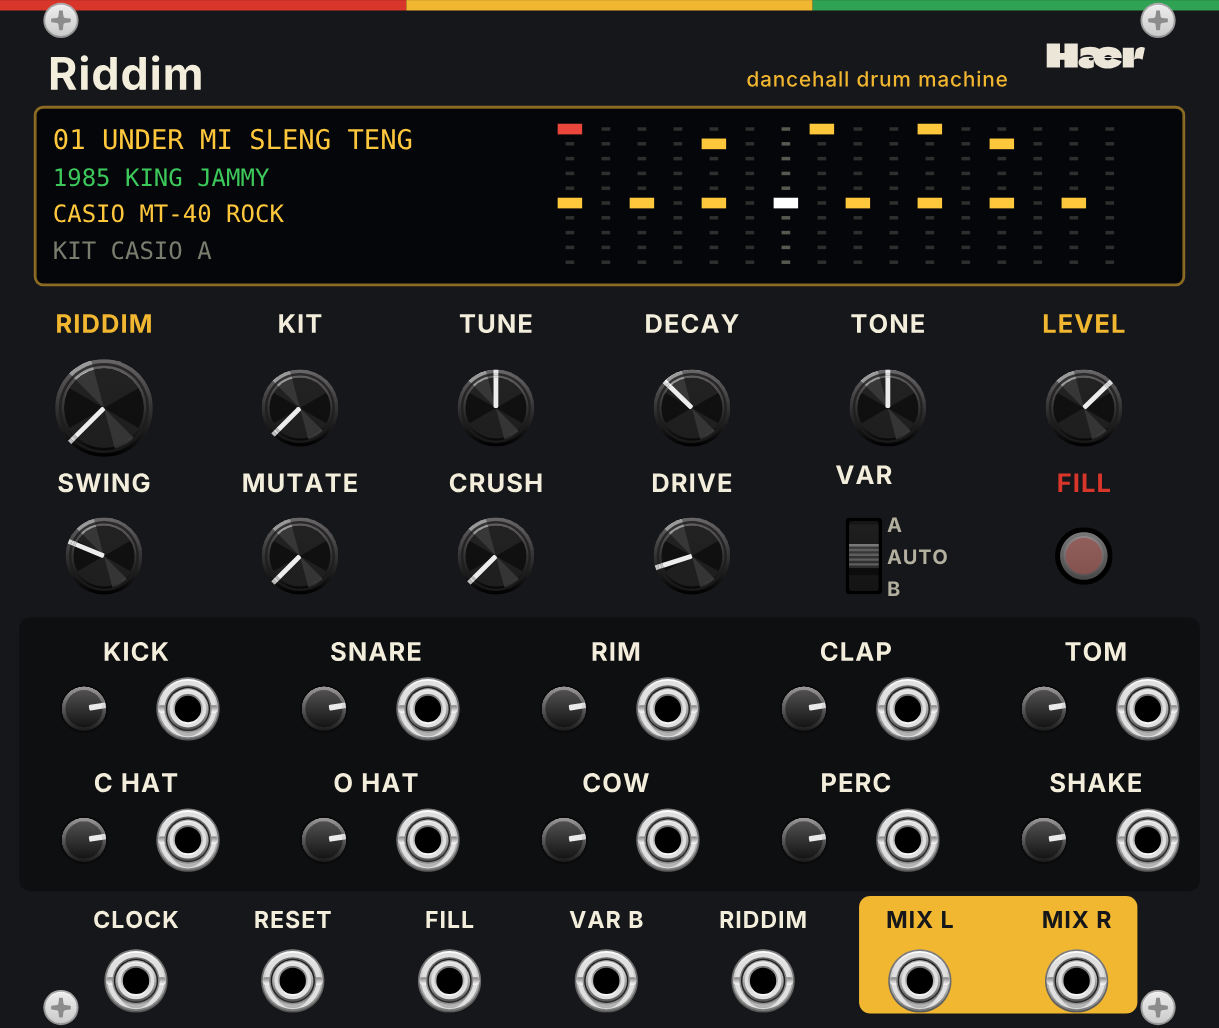 Riddim
dancehall drum machine
Hær
01 UNDER MI SLENG TENG
1985 KING JAMMY
CASIO MT-40 ROCK
KIT CASIO A
RIDDIM KIT TUNE DECAY TONE LEVEL
SWING MUTATE CRUSH DRIVE VAR FILL
A
AUTO
B
KICK SNARE RIM CLAP TOM
C HAT O HAT COW PERC SHAKE
CLOCK RESET FILL VAR B RIDDIM MIX L MIX R